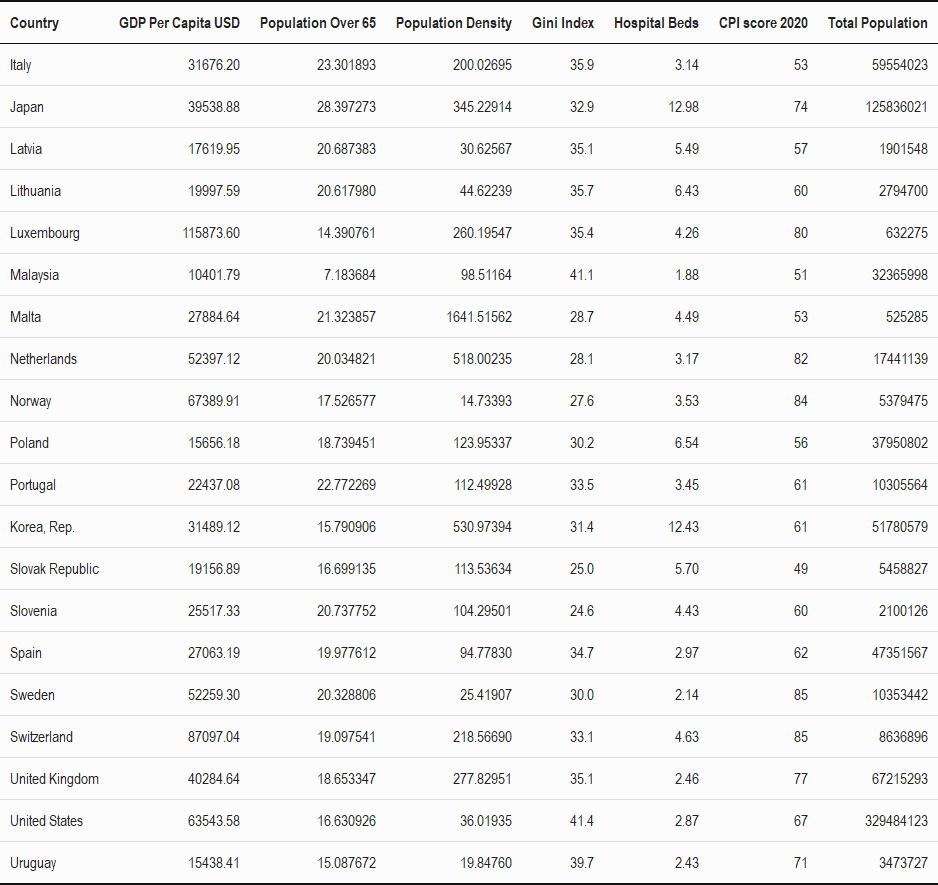 Country GDP Per Capita USD Population Over 65 Population Density Gini Index Hospital Beds CPI score 2020 Total Population
Italy 31676.20 23.301893 200.02695 35.9 3.14 53 59554023
Japan 39538.88 28.397273 345.22914 32.9 12.98 74 125836021
Latvia 17619.95 20.687383 30.62567 35.1 5.49 57 1901548
Lithuania 19997.59 20.617980 44.62239 35.7 6.43 60 2794700
Luxembourg 115873.60 14.390761 260.19547 35.4 4.26 80 632275
Malaysia 10401.79 7.183684 98.51164 41.1 1.88 51 32365998
Malta 27884.64 21.323857 1641.51562 28.7 4.49 53 525285
Netherlands 52397.12 20.034821 518.00235 28.1 3.17 82 17441139
Norway 67389.91 17.526577 14.73393 27.6 3.53 84 5379475
Poland 15656.18 18.739451 123.95337 30.2 6.54 56 37950802
Portugal 22437.08 22.772269 112.49928 33.5 3.45 61 10305564
Korea, Rep. 31489.12 15.790906 530.97394 31.4 12.43 61 51780579
Slovak Republic 19156.89 16.699135 113.53634 25.0 5.70 49 5458827
Slovenia 25517.33 20.737752 104.29501 24.6 4.43 60 2100126
Spain 27063.19 19.977612 94.77830 34.7 2.97 62 47351567
Sweden 52259.30 20.328806 25.41907 30.0 2.14 85 10353442
Switzerland 87097.04 19.097541 218.56690 33.1 4.63 85 8636896
United Kingdom 40284.64 18.653347 277.82951 35.1 2.46 77 67215293
United States 63543.58 16.630926 36.01935 41.4 2.87 67 329484123
Uruguay 15438.41 15.087672 19.84760 39.7 2.43 71 3473727